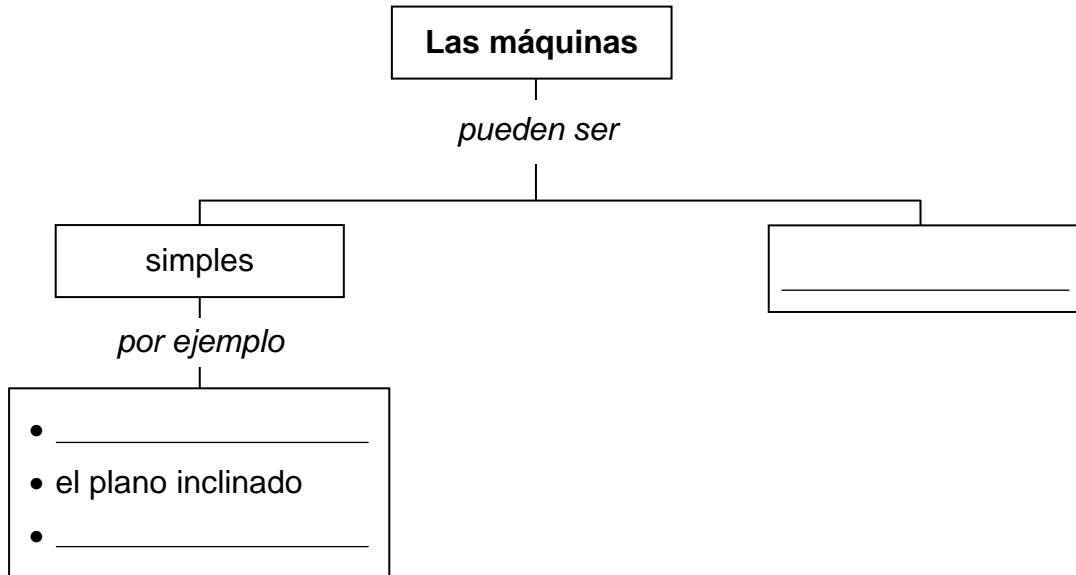 Las máquinas
pueden ser
simples
por ejemplo
• 
• el plano inclinado
•